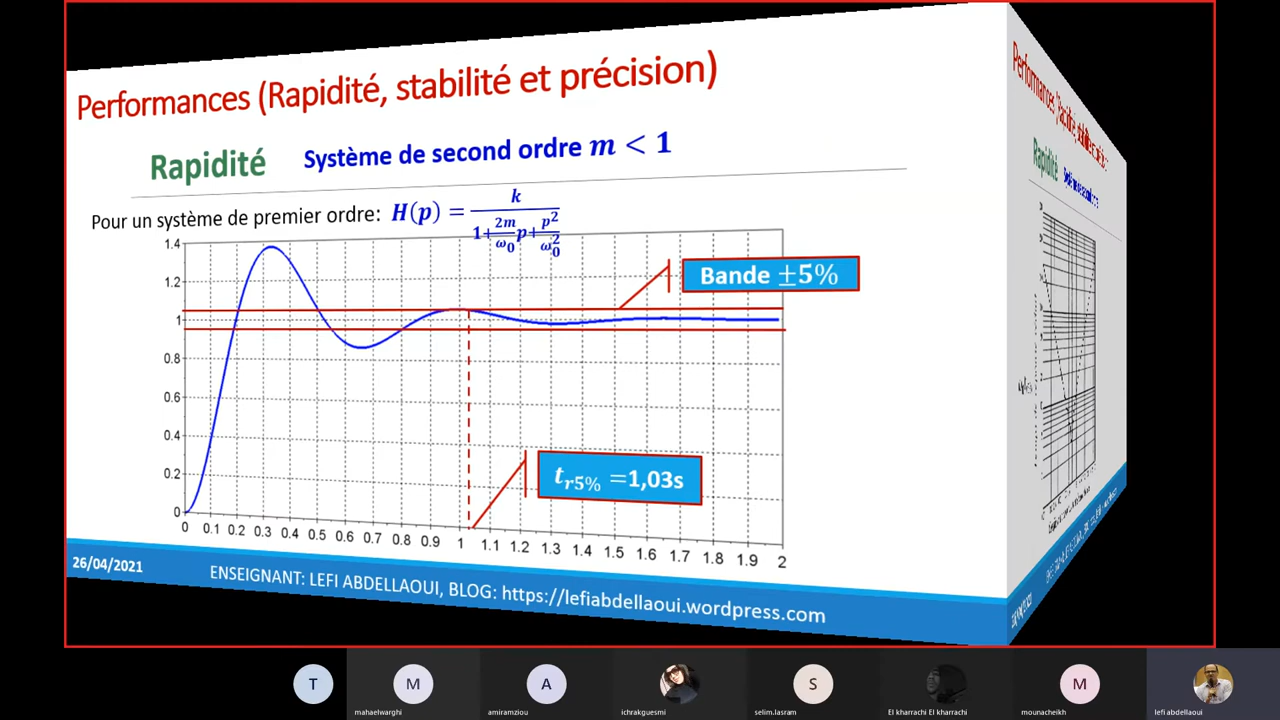 Performances (Rapidité, stabilité et précision)
Rapidité
Système de second ordre m < 1
Pour un système de premier ordre: H(p) = k / (1+ 2m/ω₀ p+ p²/ω₀²)
1.4
1.2
1
0.8
0.6
0.4
0.2
0
Bande ±5%
t_r5% =1,03s
0 0.1 0.2 0.3 0.4 0.5 0.6 0.7 0.8 0.9 1 1.1 1.2 1.3 1.4 1.5 1.6 1.7 1.8 1.9 2
26/04/2021
ENSEIGNANT: LEFI ABDELLAOUI, BLOG: https://lefiabdellaoui.wordpress.com
Rapidité
T
M
A
S
M
mahaelwarghi
amiramziou
ichrakguesmi
selim.lasram
El kharrachi El kharrachi
mounacheikh
lefi abdellaoui